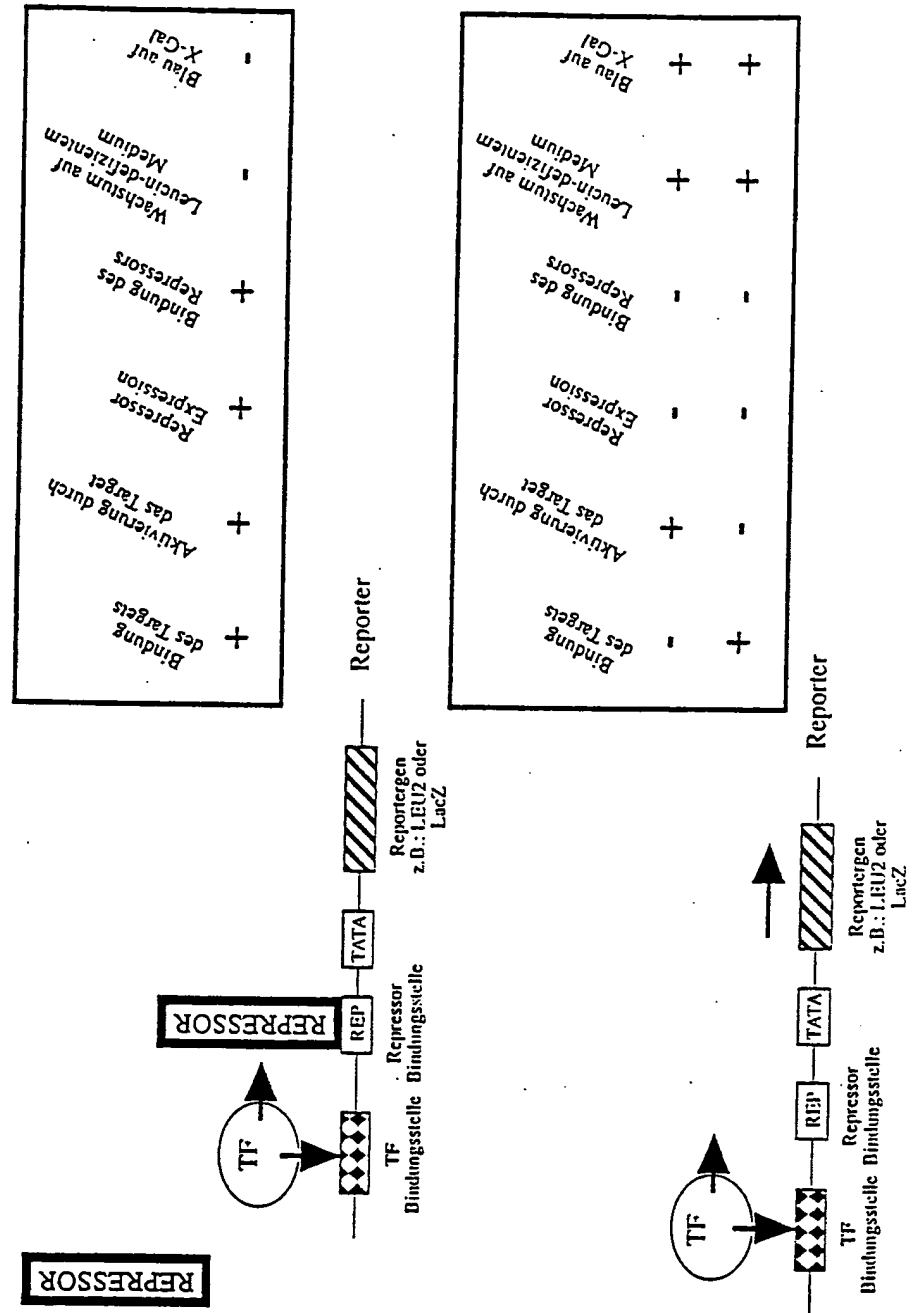 REPRESSOR
TF
REPRESSOR
REP
TATA
TF
Bindungsstelle
Repressor
Bindungsstelle
Reportergen
z.B.: LEU2 oder
LacZ
Reporter
Bindung
des Targets
Aktivierung durch
das Target
Repressor
Expression
Bindung des
Repressors
Wachstum auf
Leucin-defizientem
Medium
Blau auf
X-Gal
+ + + + - -
TF
REP
TATA
TF
Bindungsstelle
Repressor
Bindungsstelle
Reportergen
z.B.: LEU2 oder
LacZ
Reporter
Bindung
des Targets
Aktivierung durch
das Target
Repressor
Expression
Bindung des
Repressors
Wachstum auf
Leucin-defizientem
Medium
Blau auf
X-Gal
- + - - + +
+ - - - + +